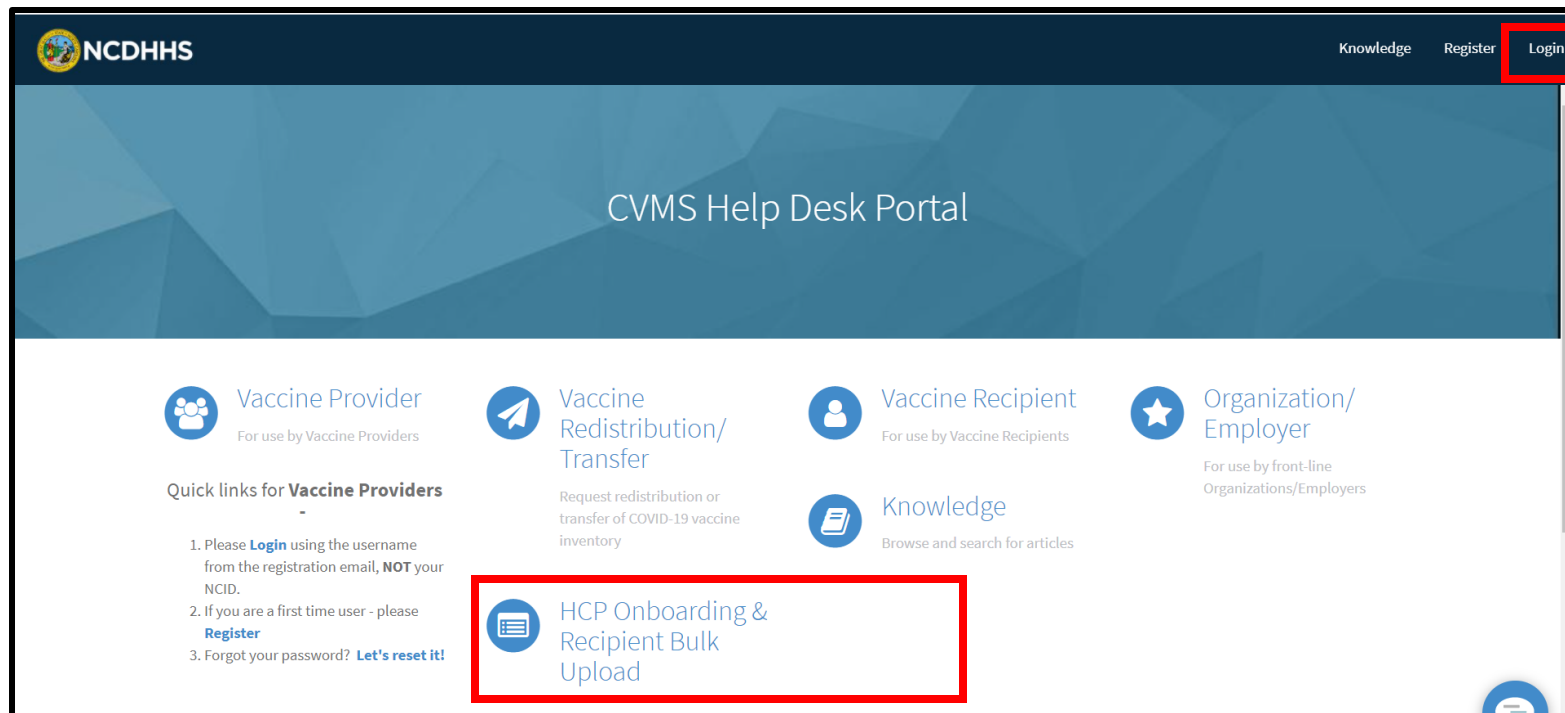 NCDHHS
Knowledge
Register
Login
CVMS Help Desk Portal
Vaccine Provider
For use by Vaccine Providers
Quick links for Vaccine Providers
-
1. Please Login using the username
from the registration email, NOT your
NCID.
2. If you are a first time user - please
Register
3. Forgot your password? Let's reset it!
Vaccine
Redistribution/
Transfer
Request redistribution or
transfer of COVID-19 vaccine
inventory
HCP Onboarding &
Recipient Bulk
Upload
Vaccine Recipient
For use by Vaccine Recipients
Knowledge
Browse and search for articles
Organization/
Employer
For use by front-line
Organizations/Employers